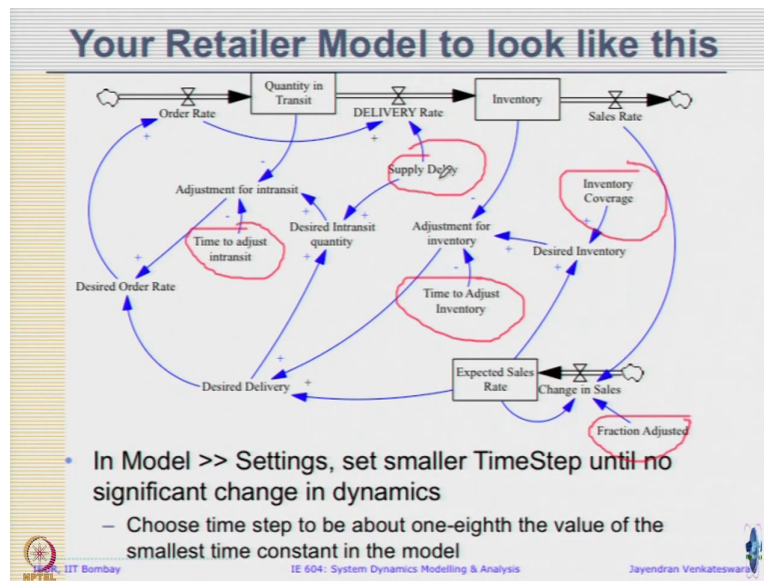 Your Retailer Model to look like this
Quantity in
Transit
Order Rate
DELIVERY Rate
Inventory
Sales Rate
Supply Delay
Inventory
Coverage
Adjustment for intransit
Time to adjust
intransit
Desired Intransit
quantity
Adjustment for
inventory
Desired Inventory
Time to Adjust
Inventory
Desired Order Rate
Desired Delivery
Expected Sales
Rate
Change in Sales
Fraction Adjusted
• In Model >> Settings, set smaller TimeStep until no
significant change in dynamics
– Choose time step to be about one-eighth the value of the
smallest time constant in the model
IIT Bombay
IE 604: System Dynamics Modelling & Analysis
Jayendran Venkateswara
NPTEL